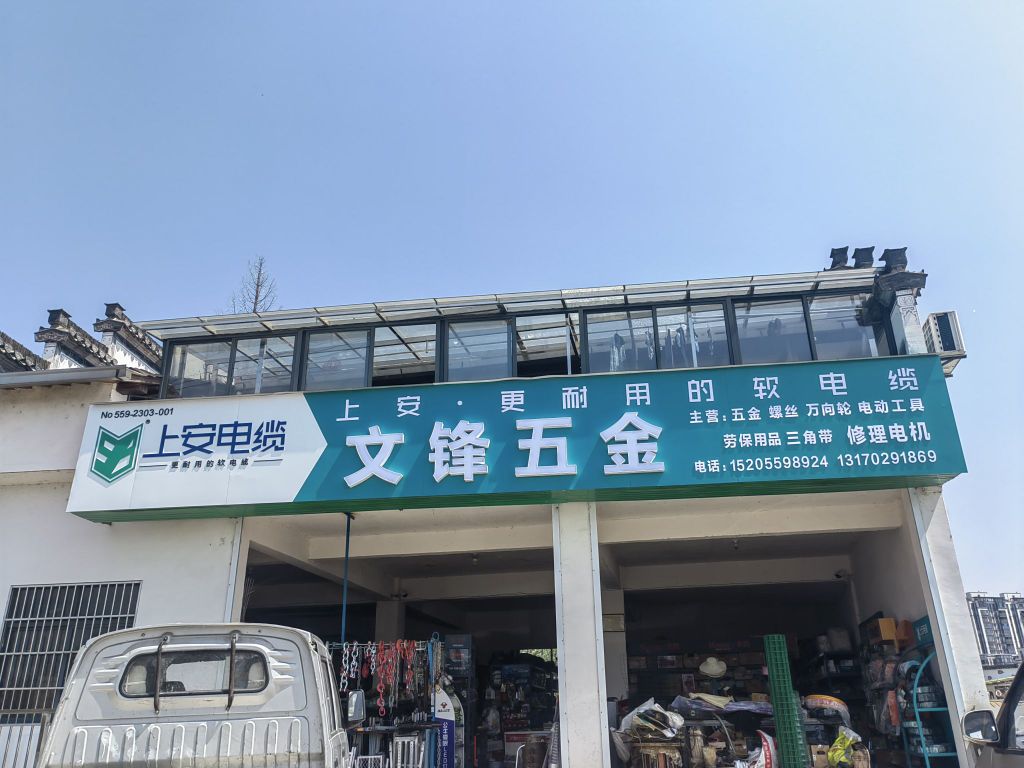 No 559-2303-001
上安电缆
更耐用的软电缆
上安·更耐用的软电缆
文锋五金
主营:五金 螺丝 万向轮 电动工具
劳保用品 三角带 修理电机
电话:15205598924 13170291869